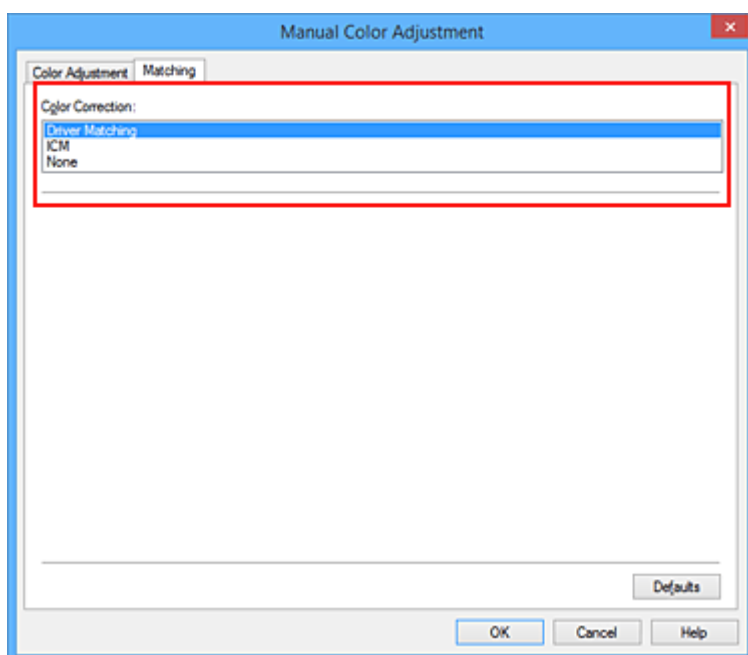 Manual Color Adjustment
Color Adjustment Matching
Color Correction:
Driver Matching
ICM
None
Defaults
OK Cancel Help